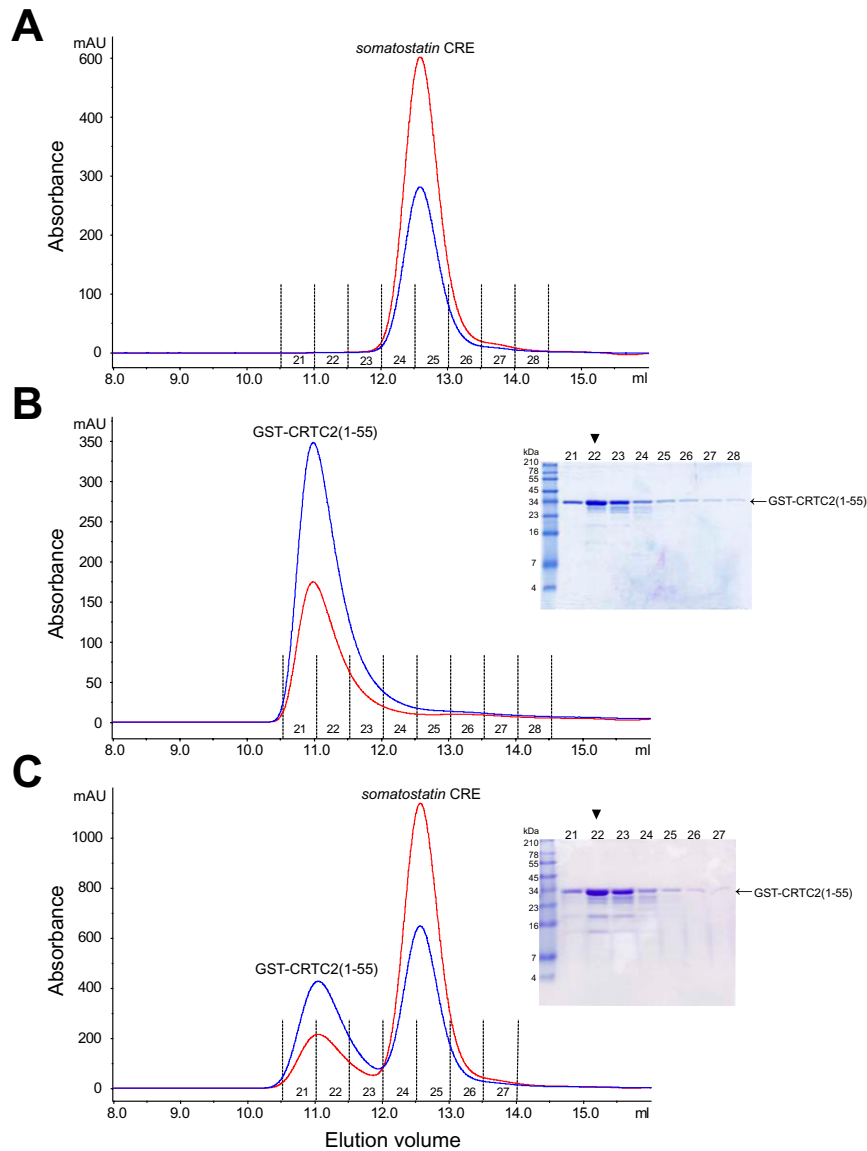 A
mAU
somatostatin CRE
600
400
300
200
100
0
Absorbance
21 22 23 24 25 26 27 28
8.0 9.0 10.0 11.0 12.0 13.0 14.0 15.0 ml
B
mAU
GST-CRTC2(1-55)
350
300
250
200
150
100
50
0
Absorbance
21 22 23 24 25 26 27 28
8.0 9.0 10.0 11.0 12.0 13.0 14.0 15.0 ml
kDa 21 22 23 24 25 26 27 28
210
78
55
45
34
23
16
7
4
GST-CRTC2(1-55)
C
mAU
somatostatin CRE
1000
800
600
400
200
0
Absorbance
GST-CRTC2(1-55)
21 22 23 24 25 26 27
8.0 9.0 10.0 11.0 12.0 13.0 14.0 15.0 ml
kDa 21 22 23 24 25 26 27
210
78
55
45
34
23
16
7
4
GST-CRTC2(1-55)
Elution volume